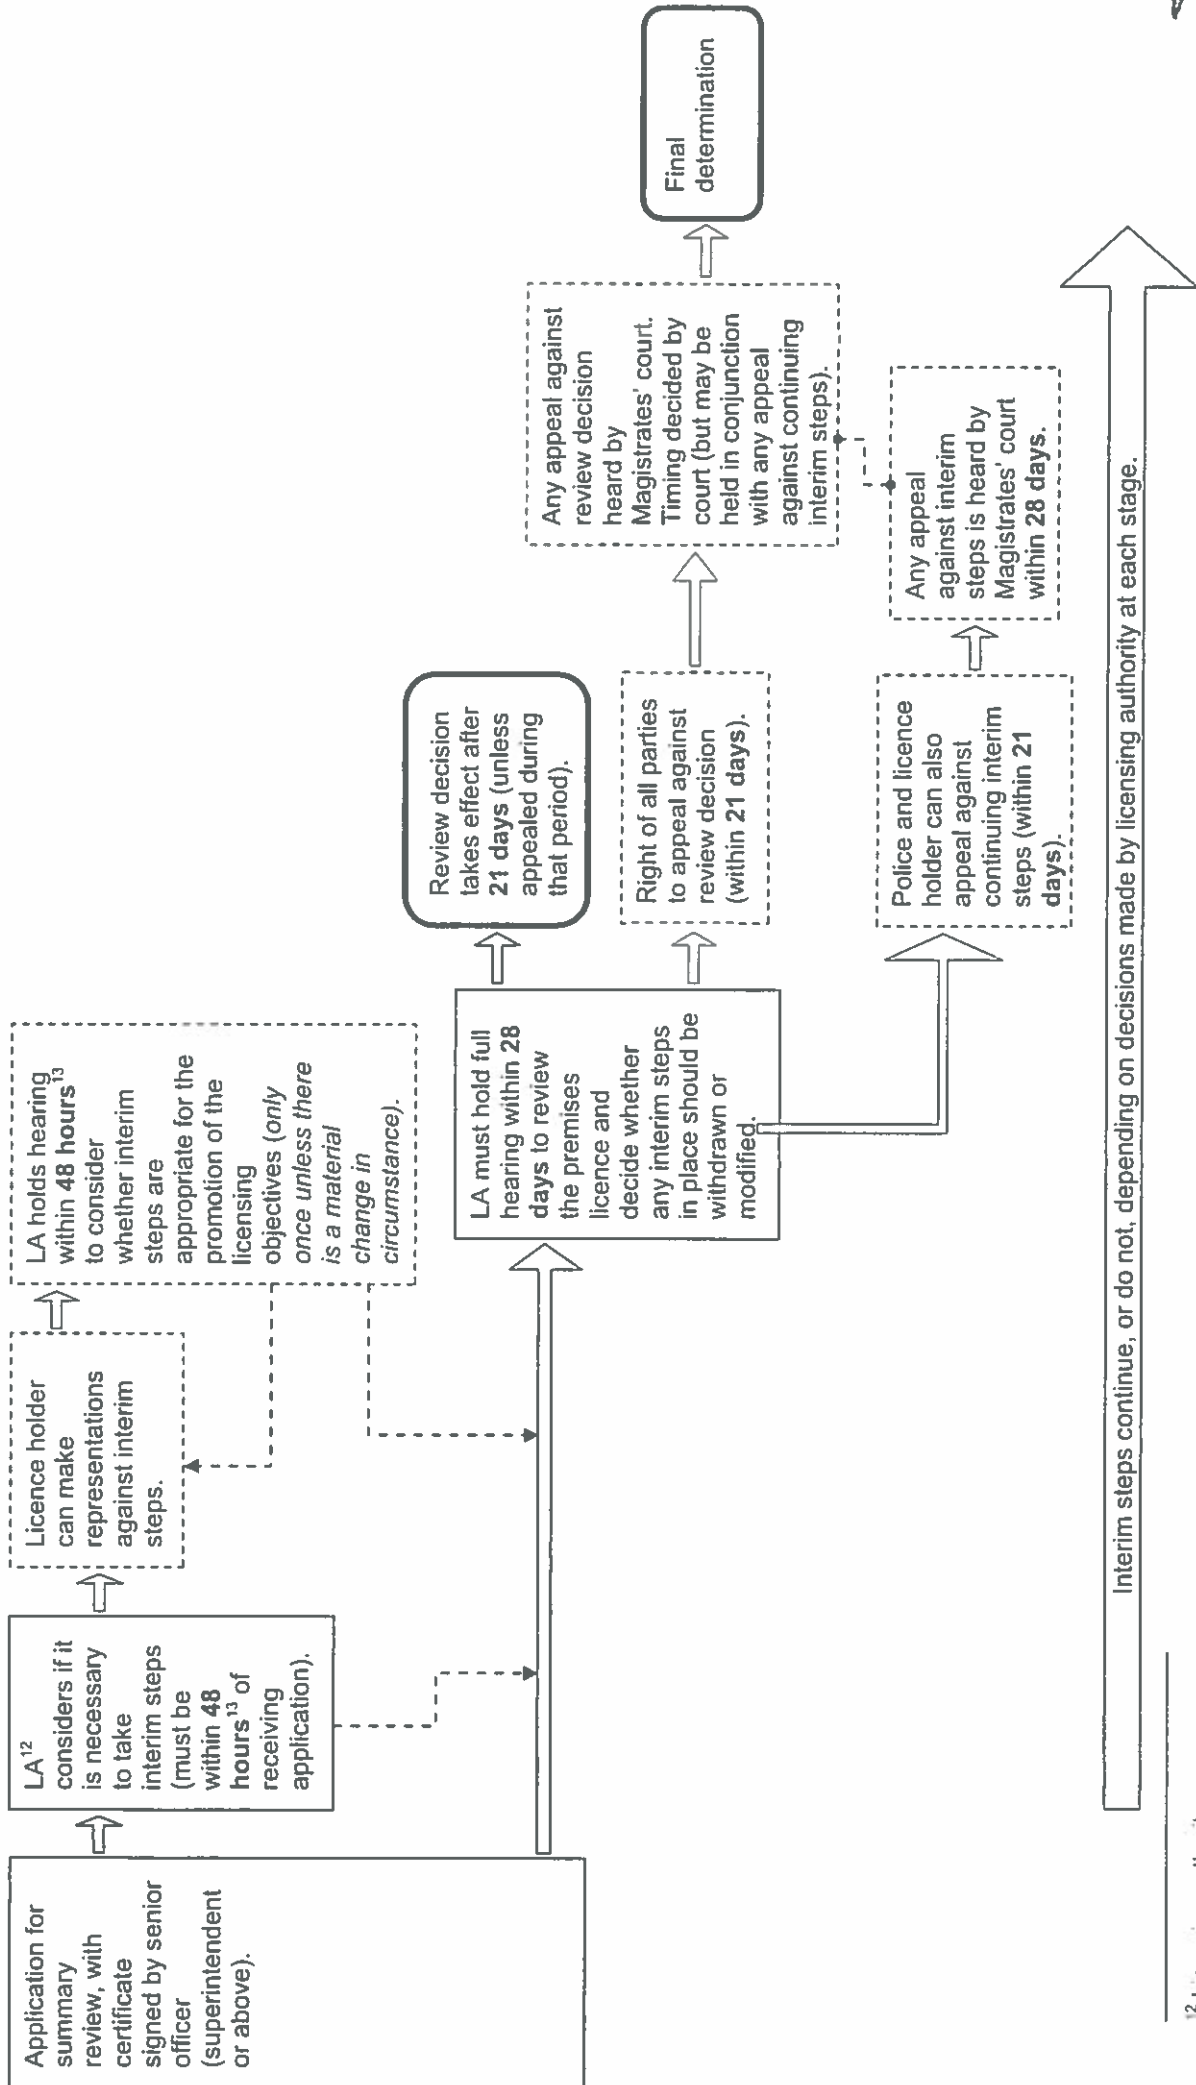 Application for
summary
review, with
certificate
signed by senior
officer
(superintendent
or above).
LA¹²
considers if it
is necessary
to take
interim steps
(must be
within 48
hours¹³ of
receiving
application).
Licence holder
can make
representations
against interim
steps.
LA holds hearing
within 48 hours¹³
to consider
whether interim
steps are
appropriate for the
promotion of the
licensing
objectives (only
once unless there
is a material
change in
circumstance).
LA must hold full
hearing within 28
days to review
the premises
licence and
decide whether
any interim steps
in place should be
withdrawn or
modified.
Review decision
takes effect after
21 days (unless
appealed during
that period).
Right of all parties
to appeal against
review decision
(within 21 days).
Police and licence
holder can also
appeal against
continuing interim
steps (within 21
days).
Any appeal against
review decision
heard by
Magistrates' court.
Timing decided by
court (but may be
held in conjunction
with any appeal
against continuing
interim steps).
Any appeal
against interim
steps is heard by
Magistrates' court
within 28 days.
Final
determination
Interim steps continue, or do not, depending on decisions made by licensing authority at each stage.
12